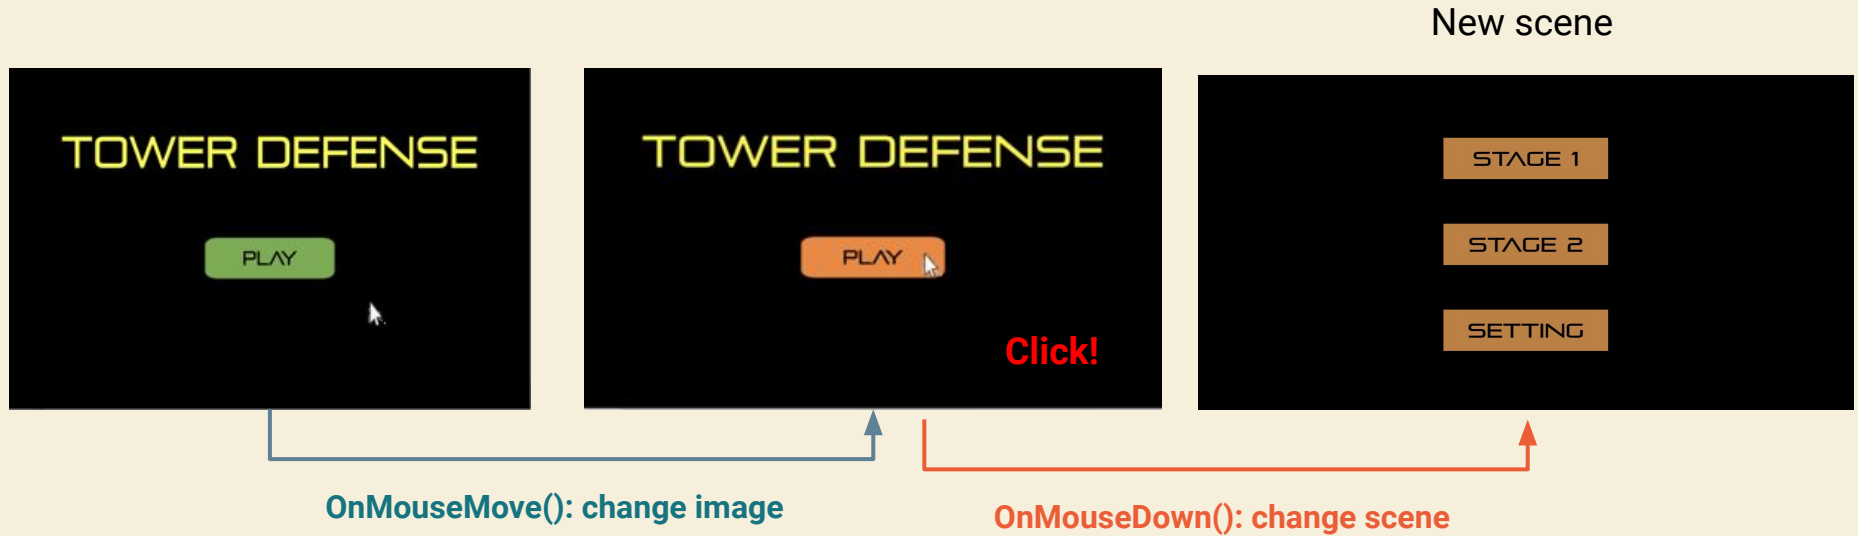 New scene
TOWER DEFENSE
PLAY
TOWER DEFENSE
PLAY
Click!
STAGE 1
STAGE 2
SETTING
OnMouseMove(): change image
OnMouseDown(): change scene